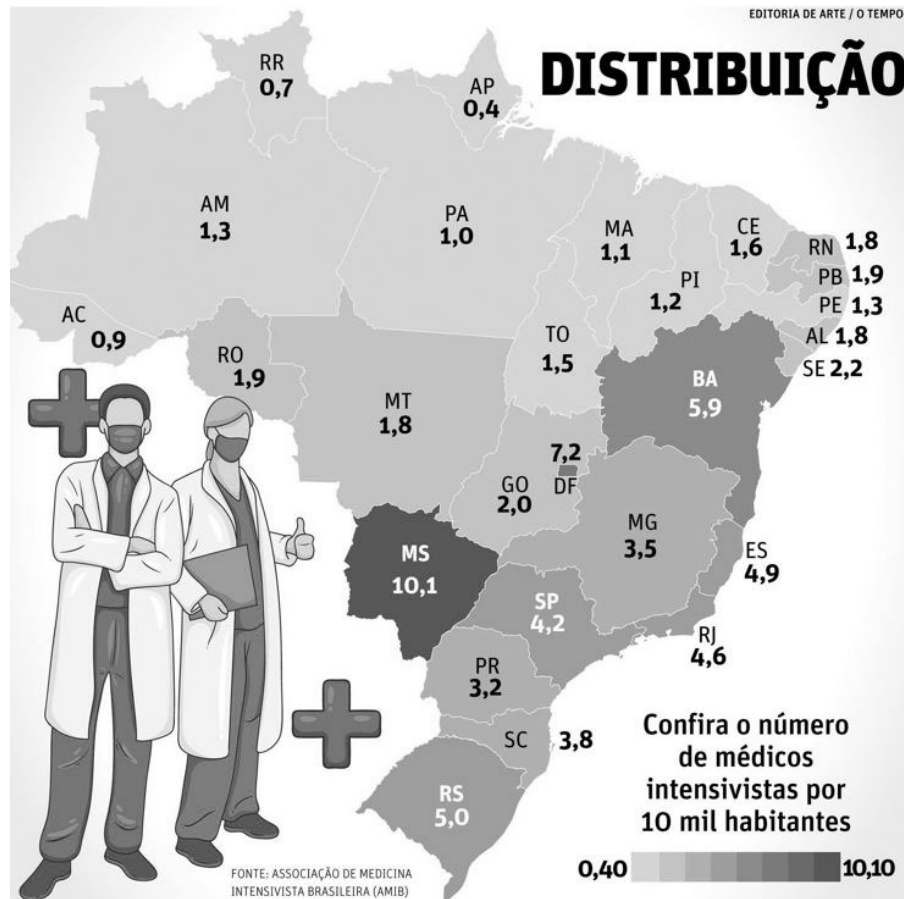 EDITORIA DE ARTE / O TEMPO
DISTRIBUIÇÃO
RR
0,7
AP
0,4
AM
1,3
PA
1,0
MA
1,1
CE
1,6
RN 1,8
PB 1,9
PI
1,2
PE 1,3
AL 1,8
SE 2,2
AC
0,9
RO
1,9
TO
1,5
BA
5,9
MT
1,8
7,2
DF
GO
2,0
MG
3,5
ES
4,9
MS
10,1
SP
4,2
RJ
4,6
PR
3,2
SC 3,8
RS
5,0
Confira o número
de médicos
intensivistas por
10 mil habitantes
0,40 10,10
FONTE: ASSOCIAÇÃO DE MEDICINA
INTENSIVISTA BRASILEIRA (AMIB)